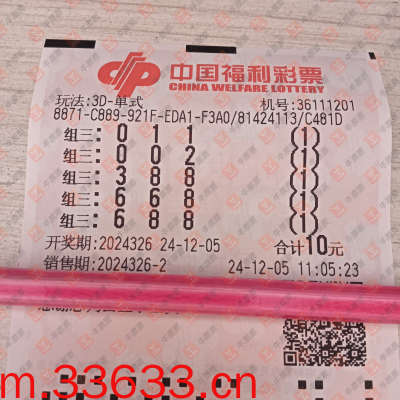 中国福利彩票
CHINA WELFARE LOTTERY
玩法:3D-单式 机号:36111201
8871-C889-921F-EDA1-F3A0/81424113/C481D
组三: 0 1 1 (1)
组三: 0 0 2 (1)
组三: 3 8 8 (1)
组三: 6 6 8 (1)
组三: 6 8 8 (1)
开奖期:2024326 24-12-05 合计10元
销售期:2024326-2 24-12-05 11:05:23
m.33633.cn